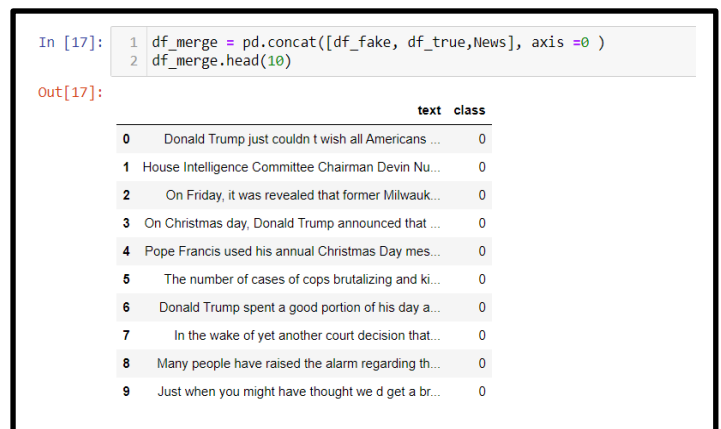 In [17]: 1 df_merge = pd.concat([df_fake, df_true,News], axis =0 )
2 df_merge.head(10)
Out[17]:
text class
0 Donald Trump just couldn t wish all Americans ... 0
1 House Intelligence Committee Chairman Devin Nu... 0
2 On Friday, it was revealed that former Milwauk... 0
3 On Christmas day, Donald Trump announced that ... 0
4 Pope Francis used his annual Christmas Day mes... 0
5 The number of cases of cops brutalizing and ki... 0
6 Donald Trump spent a good portion of his day a... 0
7 In the wake of yet another court decision that... 0
8 Many people have raised the alarm regarding th... 0
9 Just when you might have thought we d get a br... 0